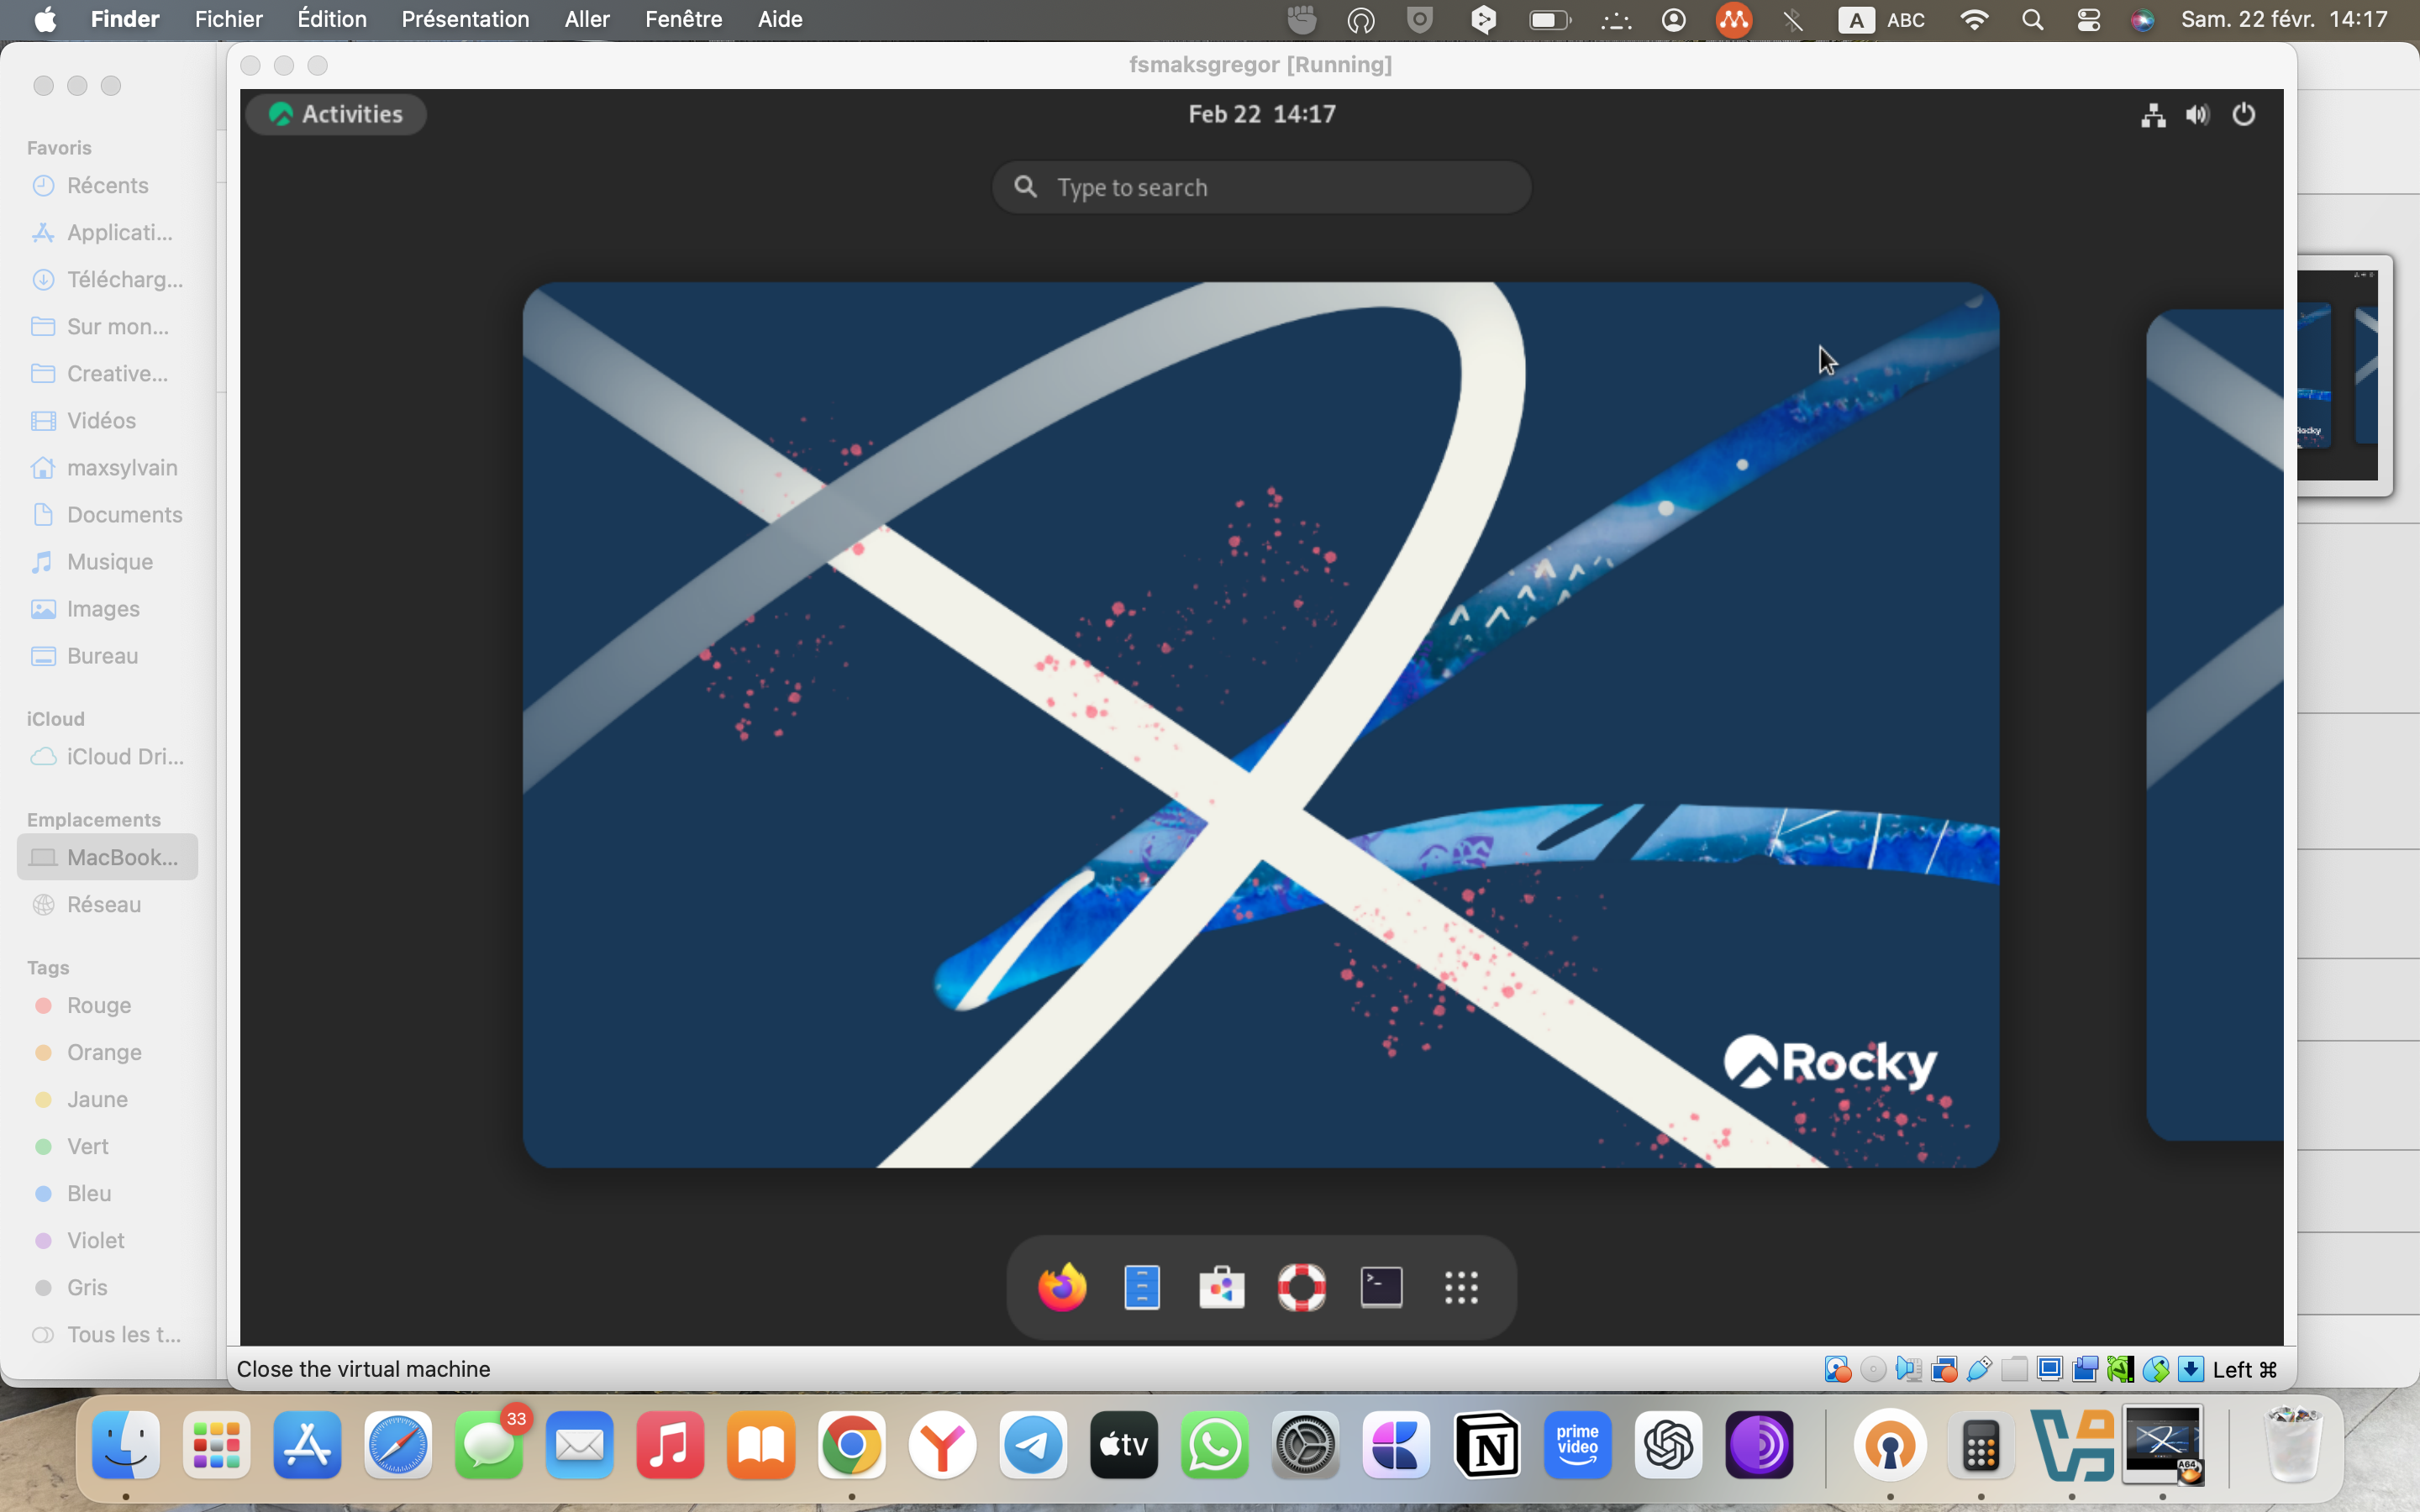 Finder Fichier Édition Présentation Aller Fenêtre Aide A ABC Sam. 22 févr. 14:17
fsmaksgregor [Running]
Activities Feb 22 14:17
Type to search
Favoris
Récents
Applicati...
Télécharg...
Sur mon...
Creative...
Vidéos
maxsylvain
Documents
Musique
Images
Bureau
iCloud
iCloud Dri...
Emplacements
MacBook...
Réseau
Tags
Rouge
Orange
Jaune
Vert
Bleu
Violet
Gris
Tous les t...
Rocky
Rocky
Close the virtual machine
Left ⌘
33
tv
N
prime
video
A64